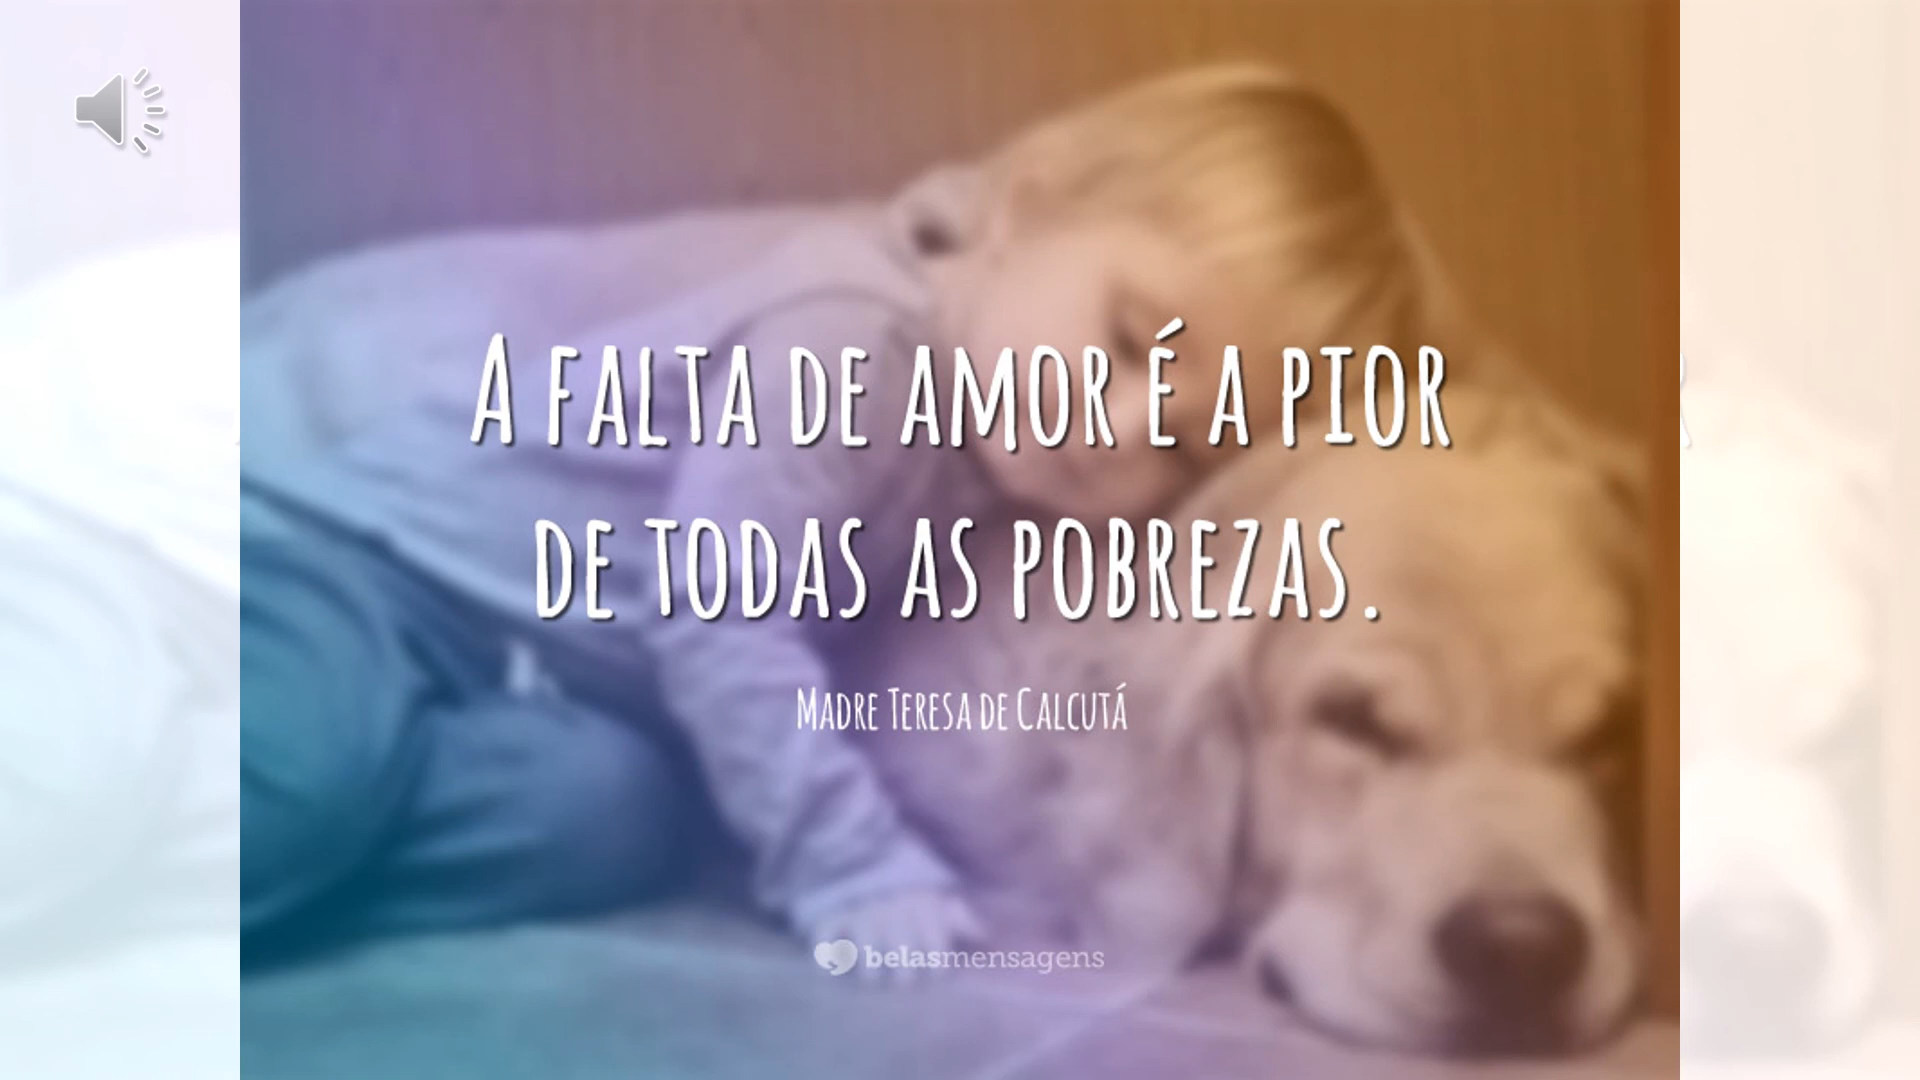 A FALTA DE AMOR É A PIOR
DE TODAS AS POBREZAS.
MADRE TERESA DE CALCUTÁ
belasmensagens